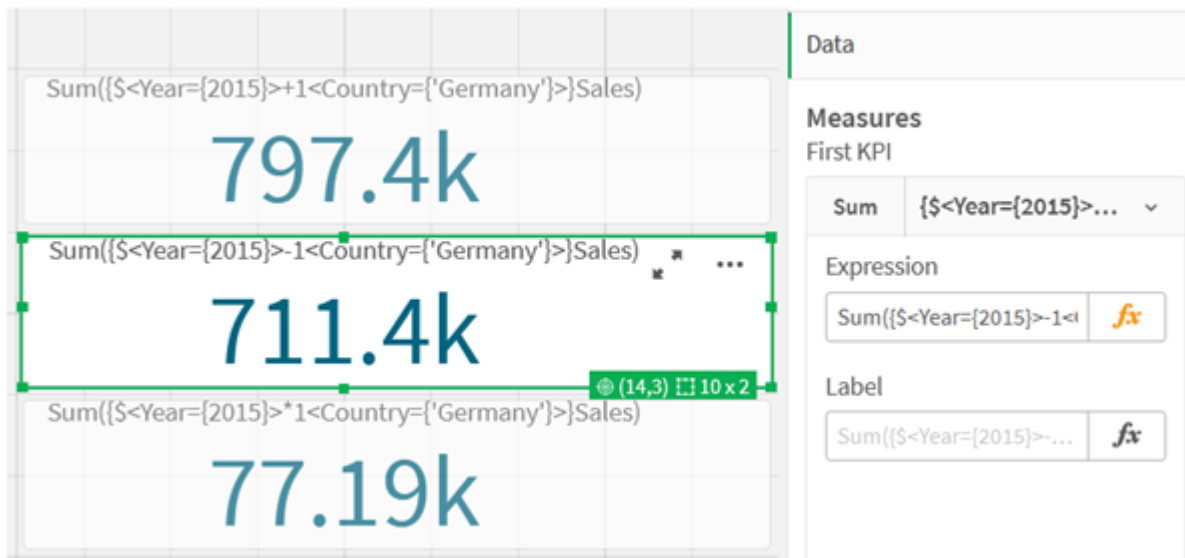 Sum({$<Year={2015}>+1<Country={'Germany'}>}Sales)
797.4k
Sum({$<Year={2015}>-1<Country={'Germany'}>}Sales)
711.4k
(14,3) 10 x 2
Sum({$<Year={2015}>*1<Country={'Germany'}>}Sales)
77.19k
Data
Measures
First KPI
Sum {$<Year={2015}>...
Expression
Sum({$<Year={2015}>-1<( fx
Label
Sum({$<Year={2015}>-... fx